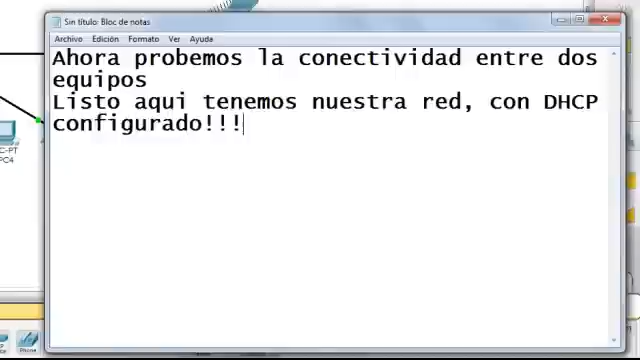 Sin título: Bloc de notas
Archivo Edición Formato Ver Ayuda
Ahora probemos la conectividad entre dos
equipos
Listo aqui tenemos nuestra red, con DHCP
configurado!!!
C-PT
PC4
Phone